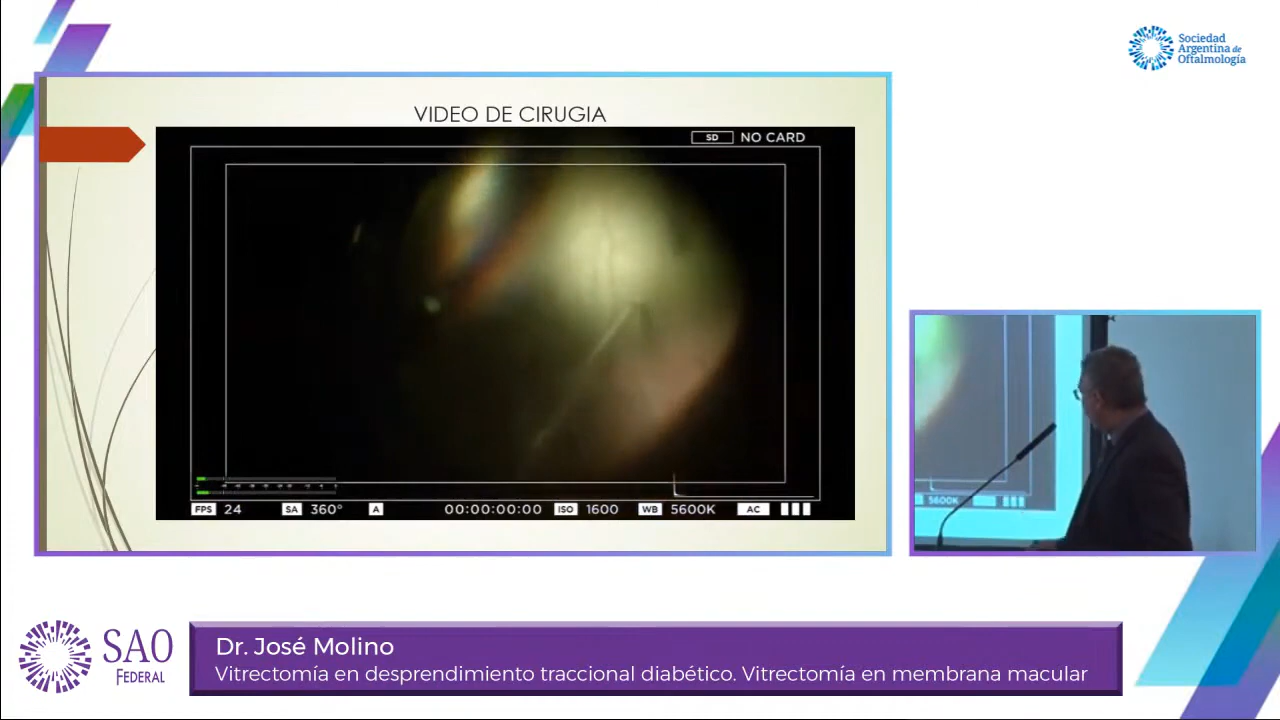 Sociedad
Argentina de
Oftalmología
VIDEO DE CIRUGIA
SD NO CARD
FPS 24 SA 360° A 00:00:00:00 ISO 1600 WB 5600K AC
5600K
SAO
FEDERAL
Dr. José Molino
Vitrectomía en desprendimiento traccional diabético. Vitrectomía en membrana macular